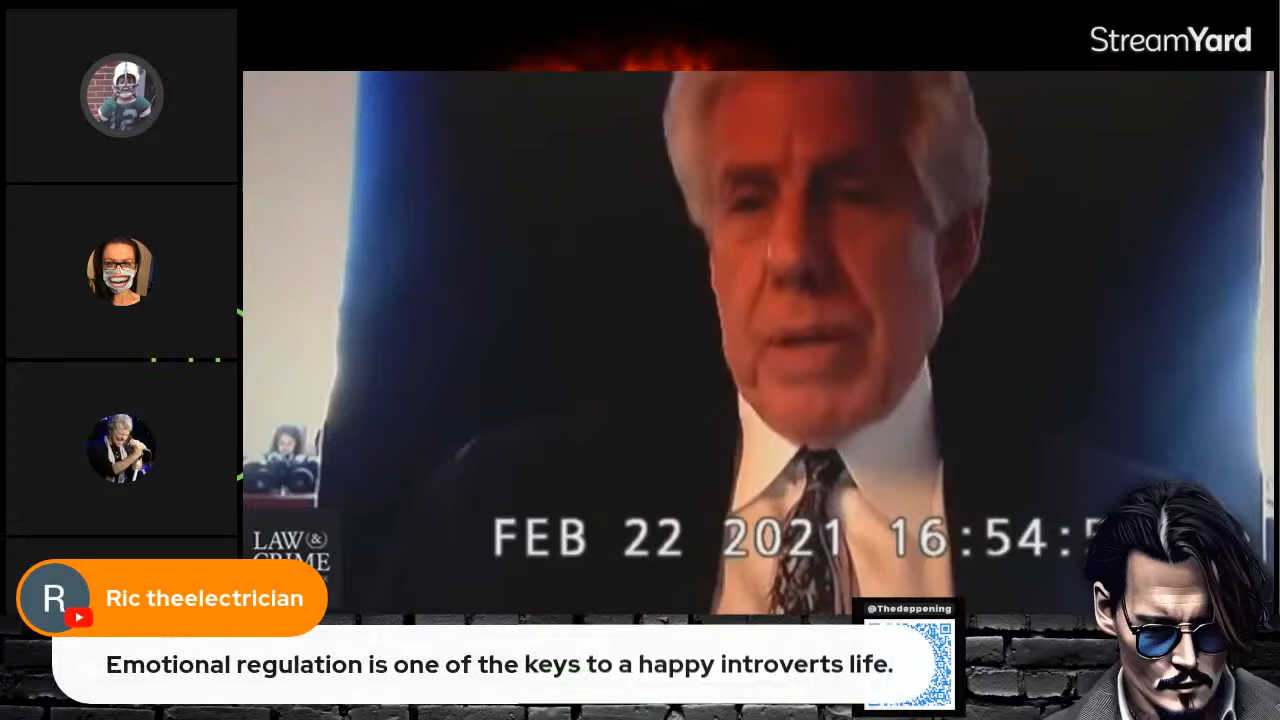 StreamYard
FEB 22 2021 16:54:5
LAW &
CRIME
R
Ric theelectrician
@Thedeppening
Emotional regulation is one of the keys to a happy introverts life.